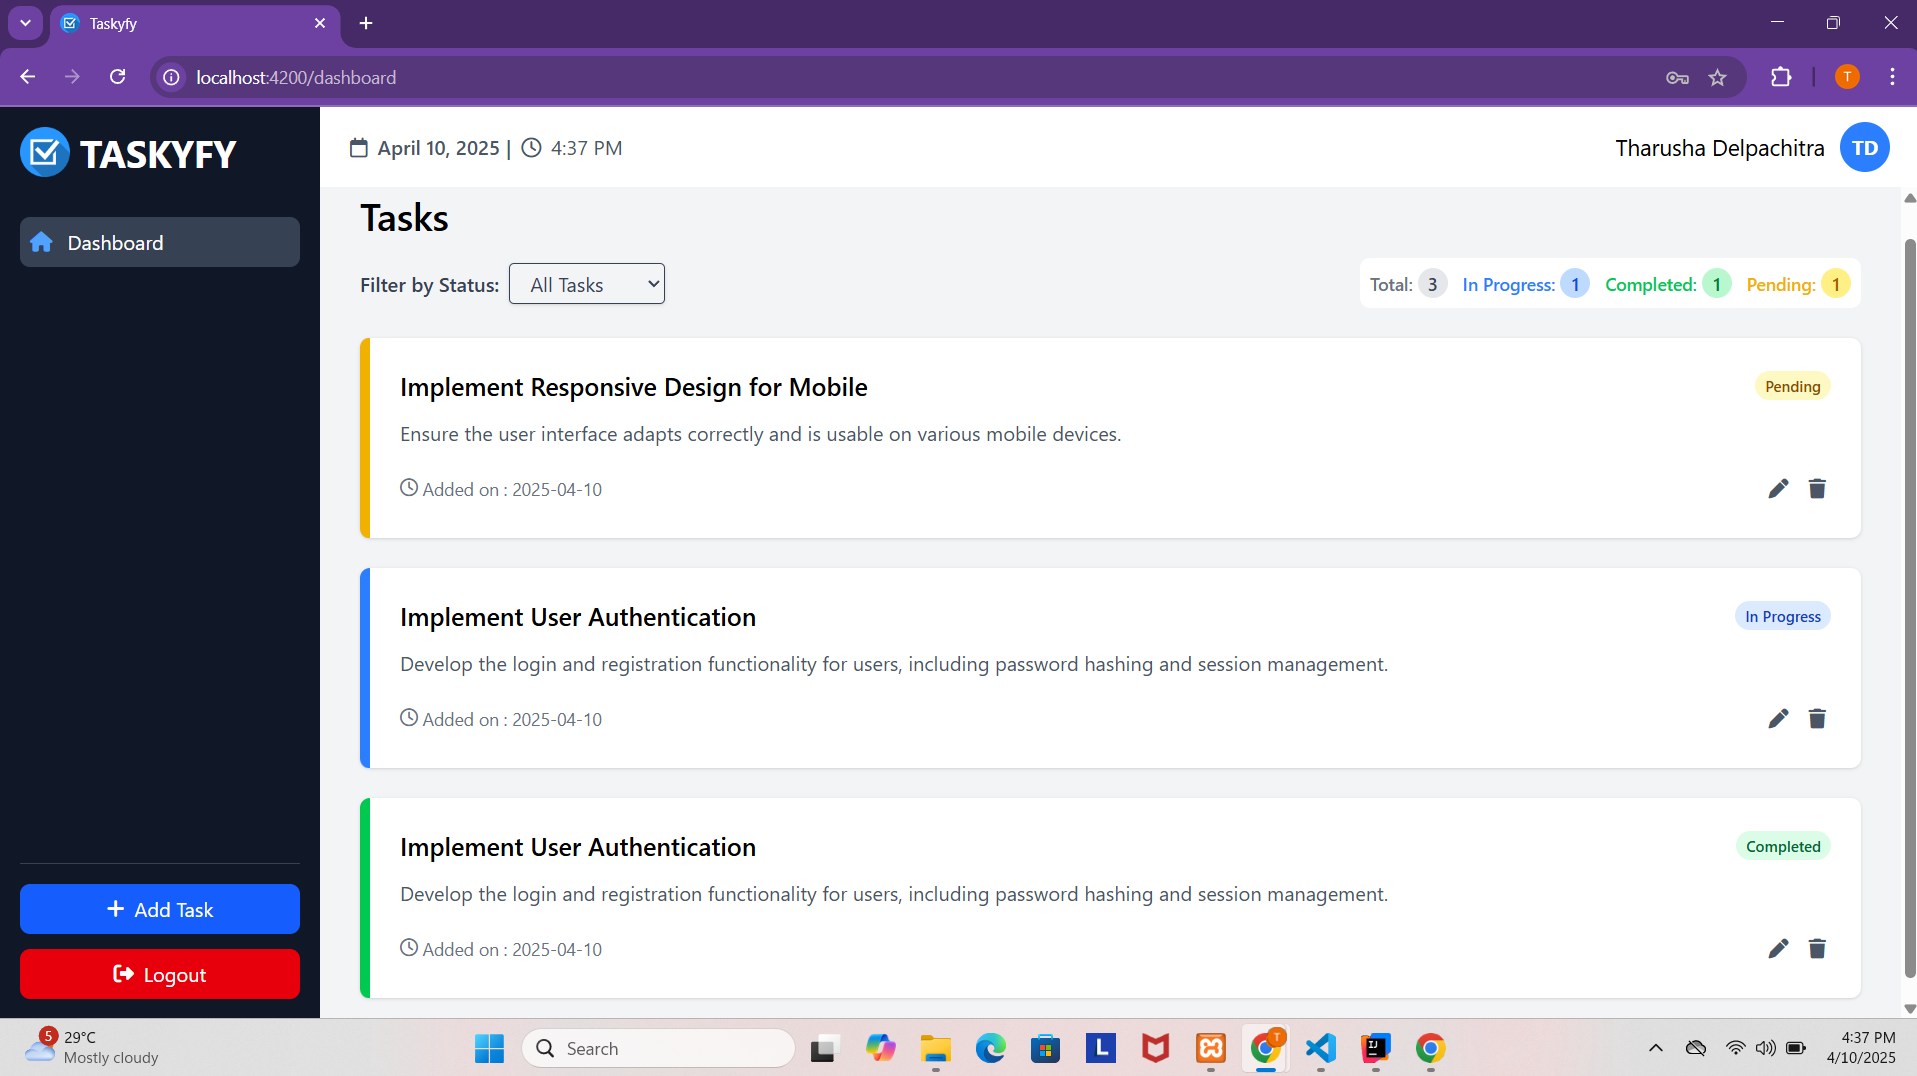 Taskyfy
localhost:4200/dashboard
T
TASKYFY
April 10, 2025 | 4:37 PM
Tharusha Delpachitra TD
Dashboard
Tasks
Filter by Status: All Tasks
Total: 3 In Progress: 1 Completed: 1 Pending: 1
Implement Responsive Design for Mobile
Pending
Ensure the user interface adapts correctly and is usable on various mobile devices.
Added on : 2025-04-10
Implement User Authentication
In Progress
Develop the login and registration functionality for users, including password hashing and session management.
Added on : 2025-04-10
Implement User Authentication
Completed
Develop the login and registration functionality for users, including password hashing and session management.
Added on : 2025-04-10
+ Add Task
Logout
5
29°C
Mostly cloudy
Search
L
T
IJ
4:37 PM
4/10/2025